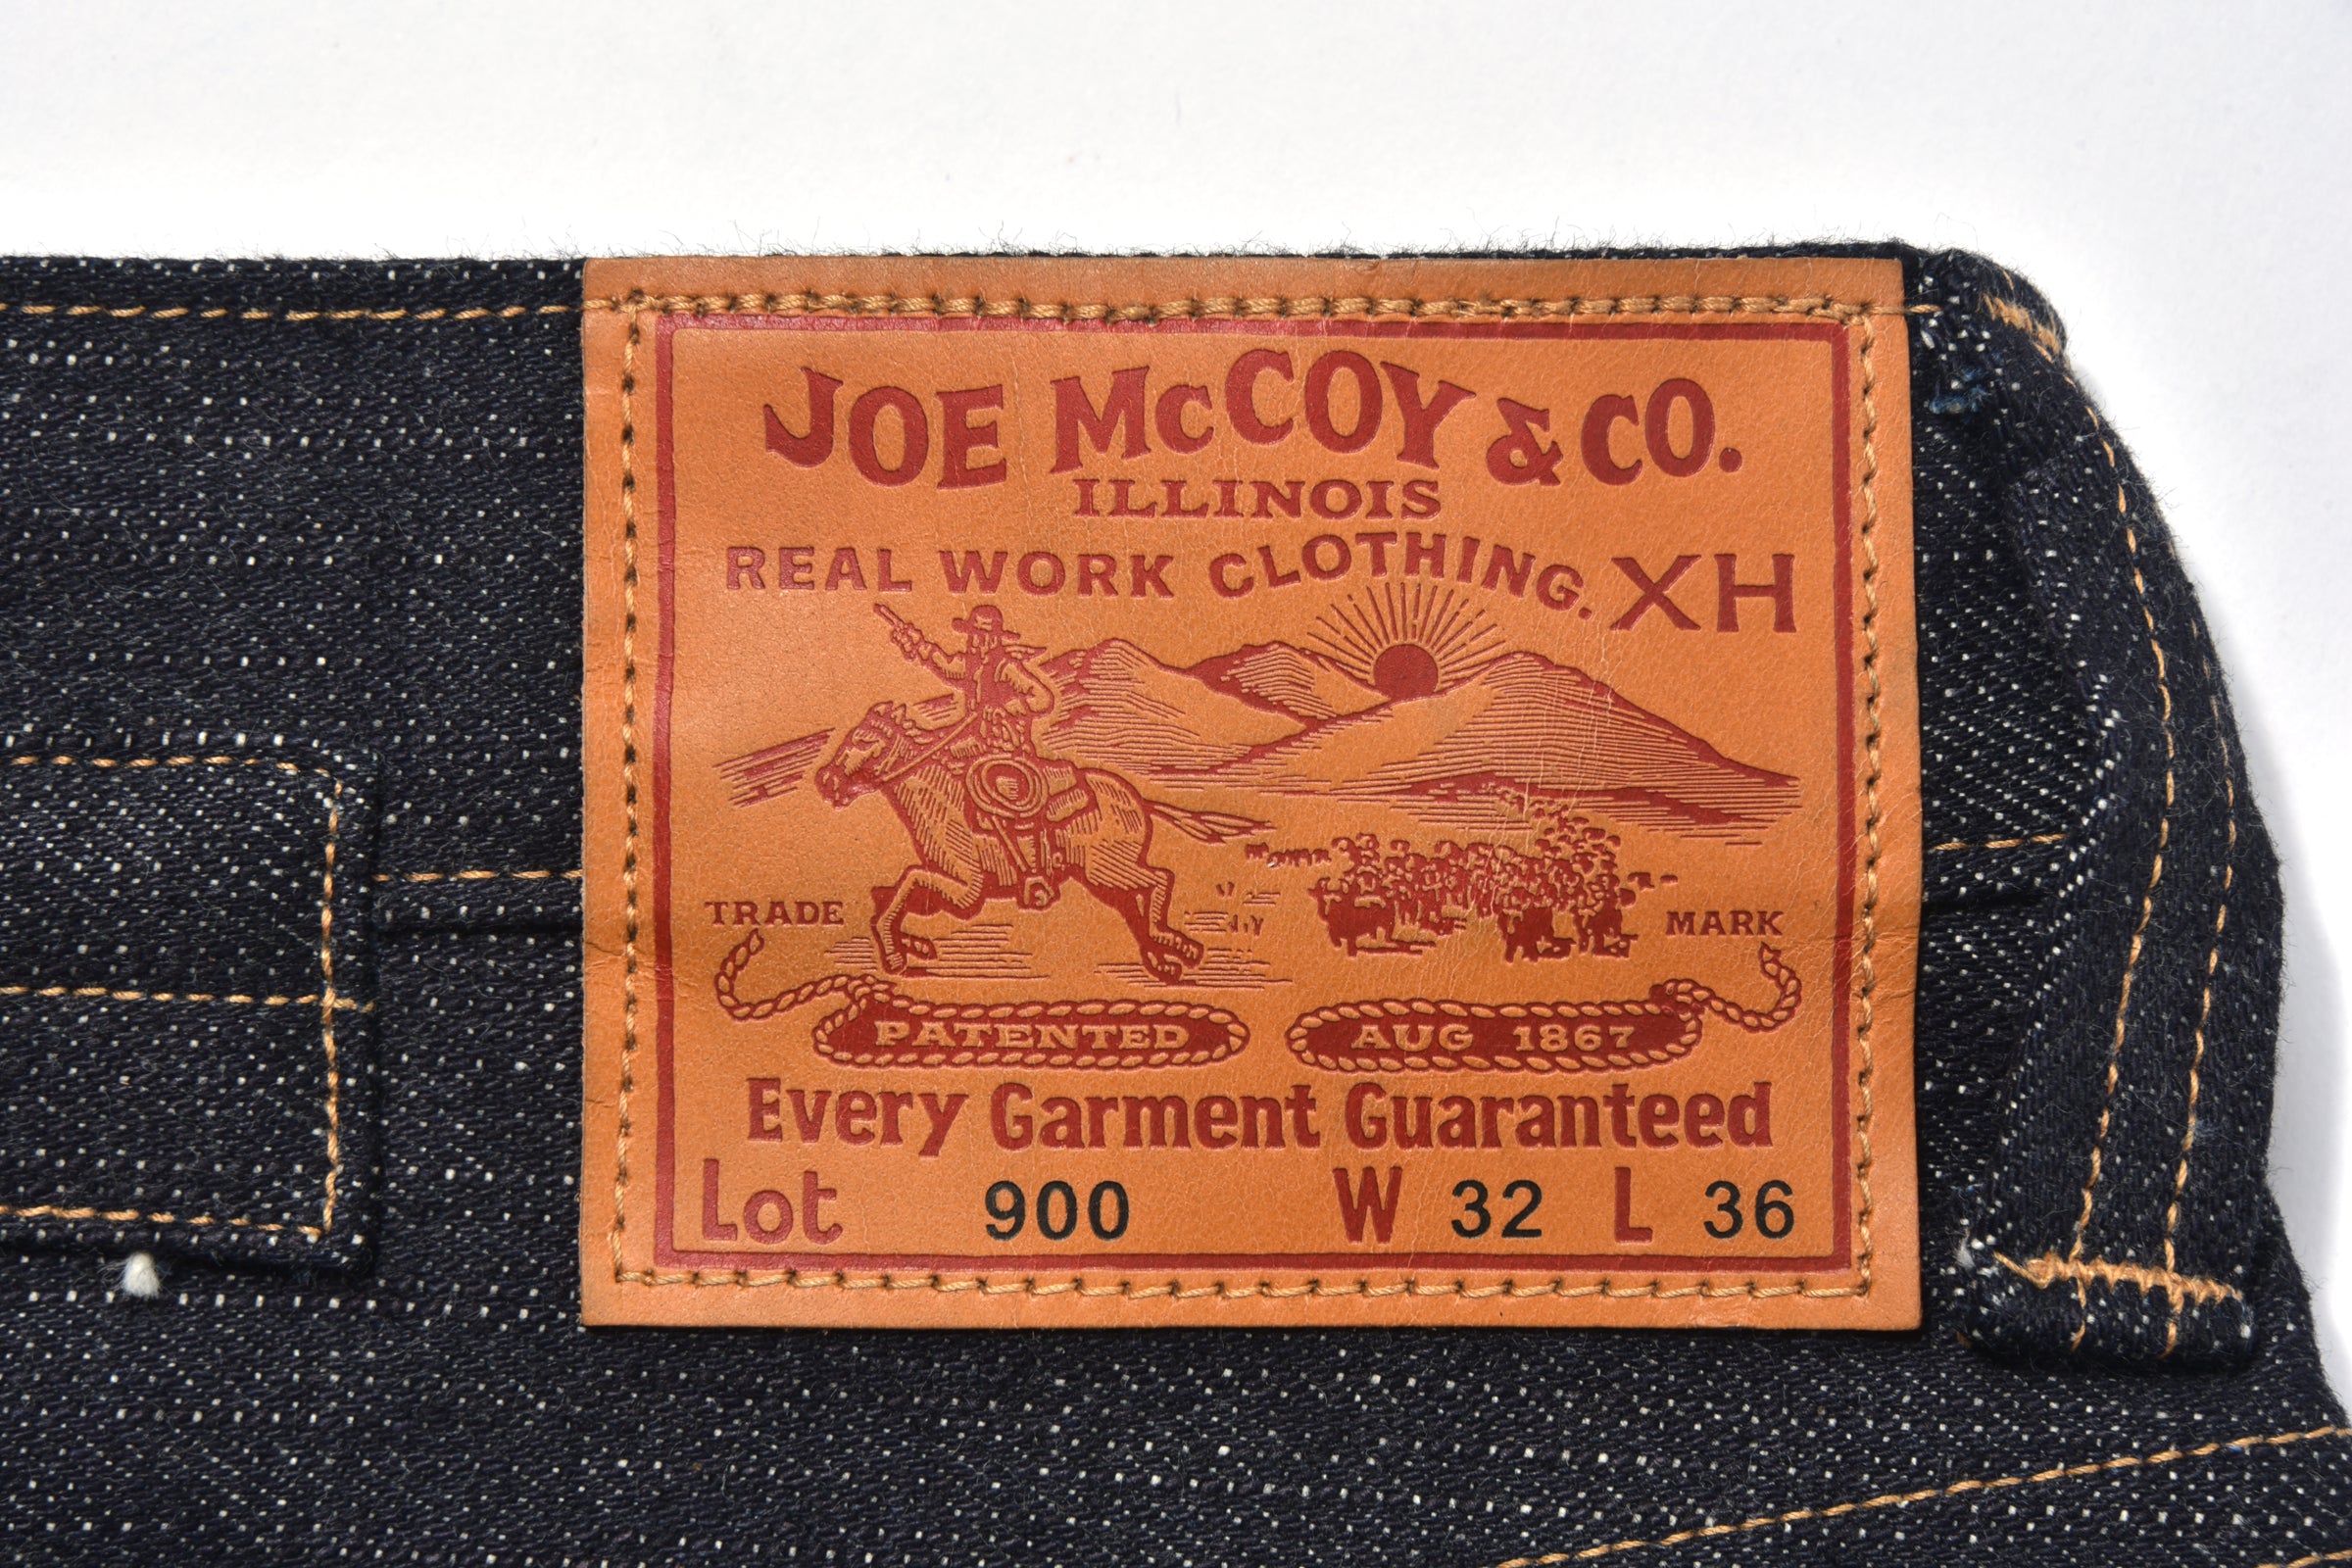 JOE McCOY & CO.
ILLINOIS
REAL WORK CLOTHING. XH
TRADE MARK
PATENTED AUG 1867
Every Garment Guaranteed
Lot 900 W 32 L 36